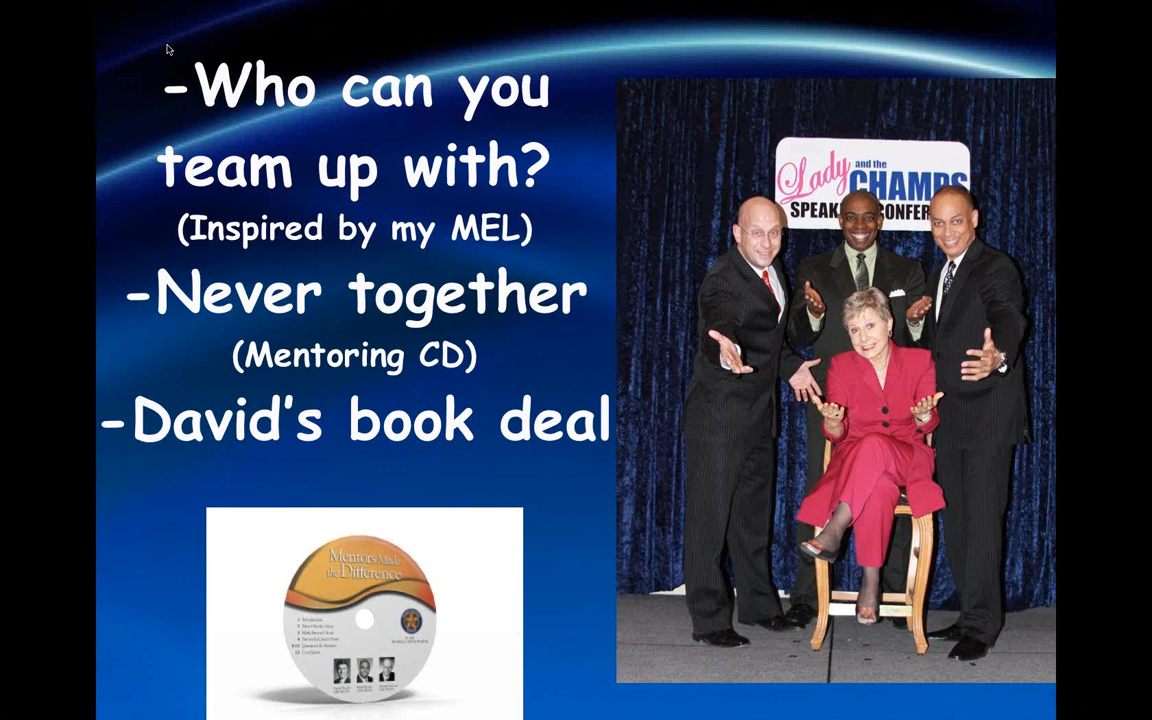 -Who can you
team up with?
(Inspired by my MEL)
-Never together
(Mentoring CD)
-David's book deal
Lady and the
CHAMPS
SPEAK
Mentors Made
the Difference